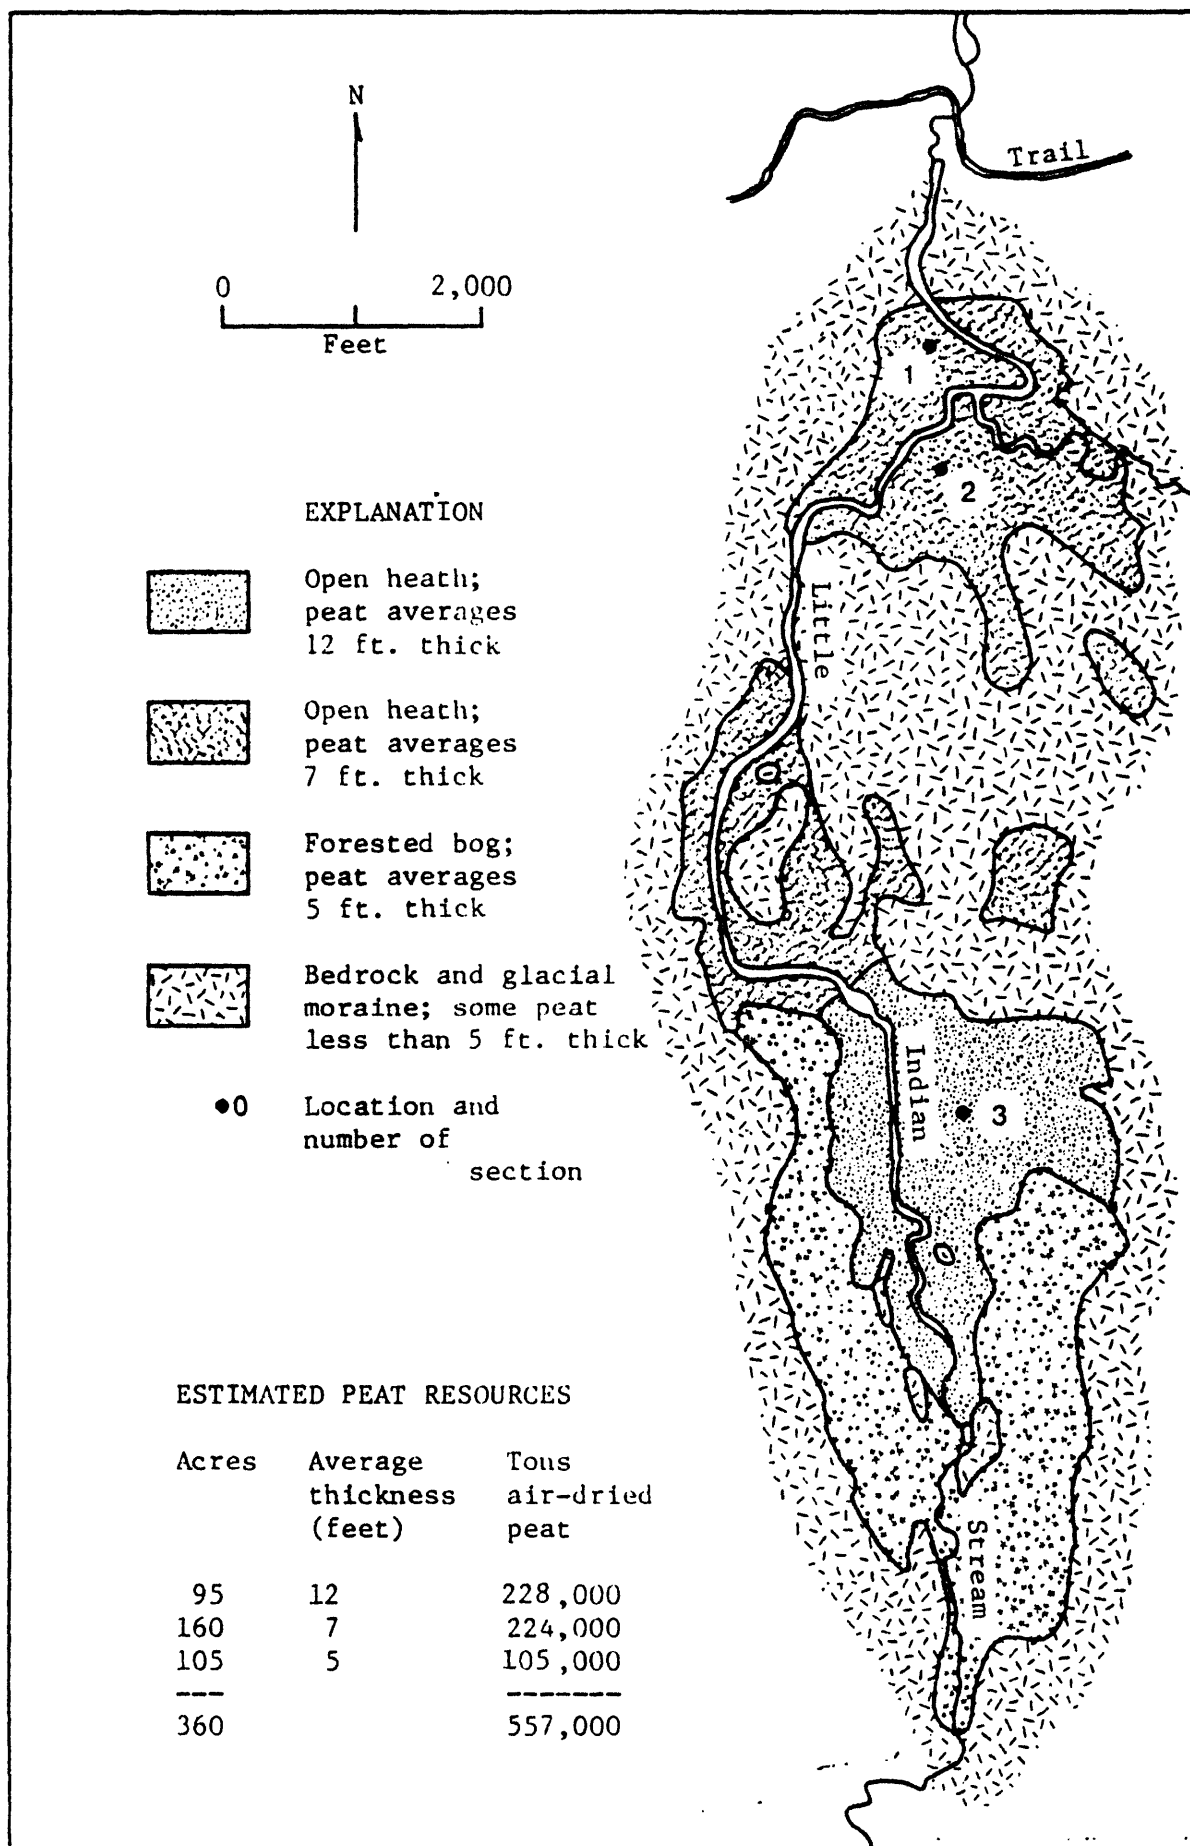 N
Trail
0 2,000
Feet
1
2
EXPLANATION
Open heath;
peat averages
12 ft. thick
Little
Open heath;
peat averages
7 ft. thick
Forested bog;
peat averages
5 ft. thick
Bedrock and glacial
moraine; some peat
less than 5 ft. thick
Indian
3
0 Location and
number of
section
ESTIMATED PEAT RESOURCES
Acres Average Tons
thickness air-dried
(feet) peat
Stream
95 12 228,000
160 7 224,000
105 5 105,000
--- -------
360 557,000